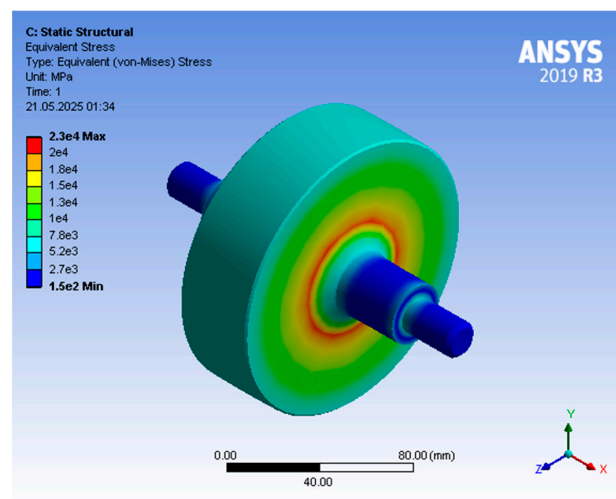 C: Static Structural
Equivalent Stress
Type: Equivalent (von-Mises) Stress
Unit: MPa
Time: 1
21.05.2025 01:34
ANSYS
2019 R3
2.3e4 Max
2e4
1.8e4
1.5e4
1.3e4
1e4
7.8e3
5.2e3
2.7e3
1.5e2 Min
0.00
80.00 (mm)
40.00
Y
Z
X